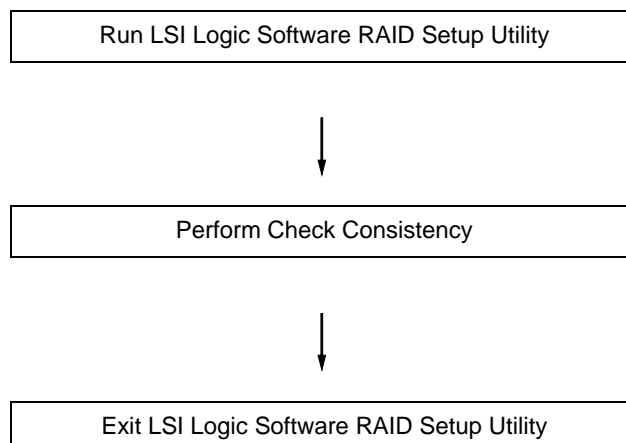 Run LSI Logic Software RAID Setup Utility
Perform Check Consistency
Exit LSI Logic Software RAID Setup Utility